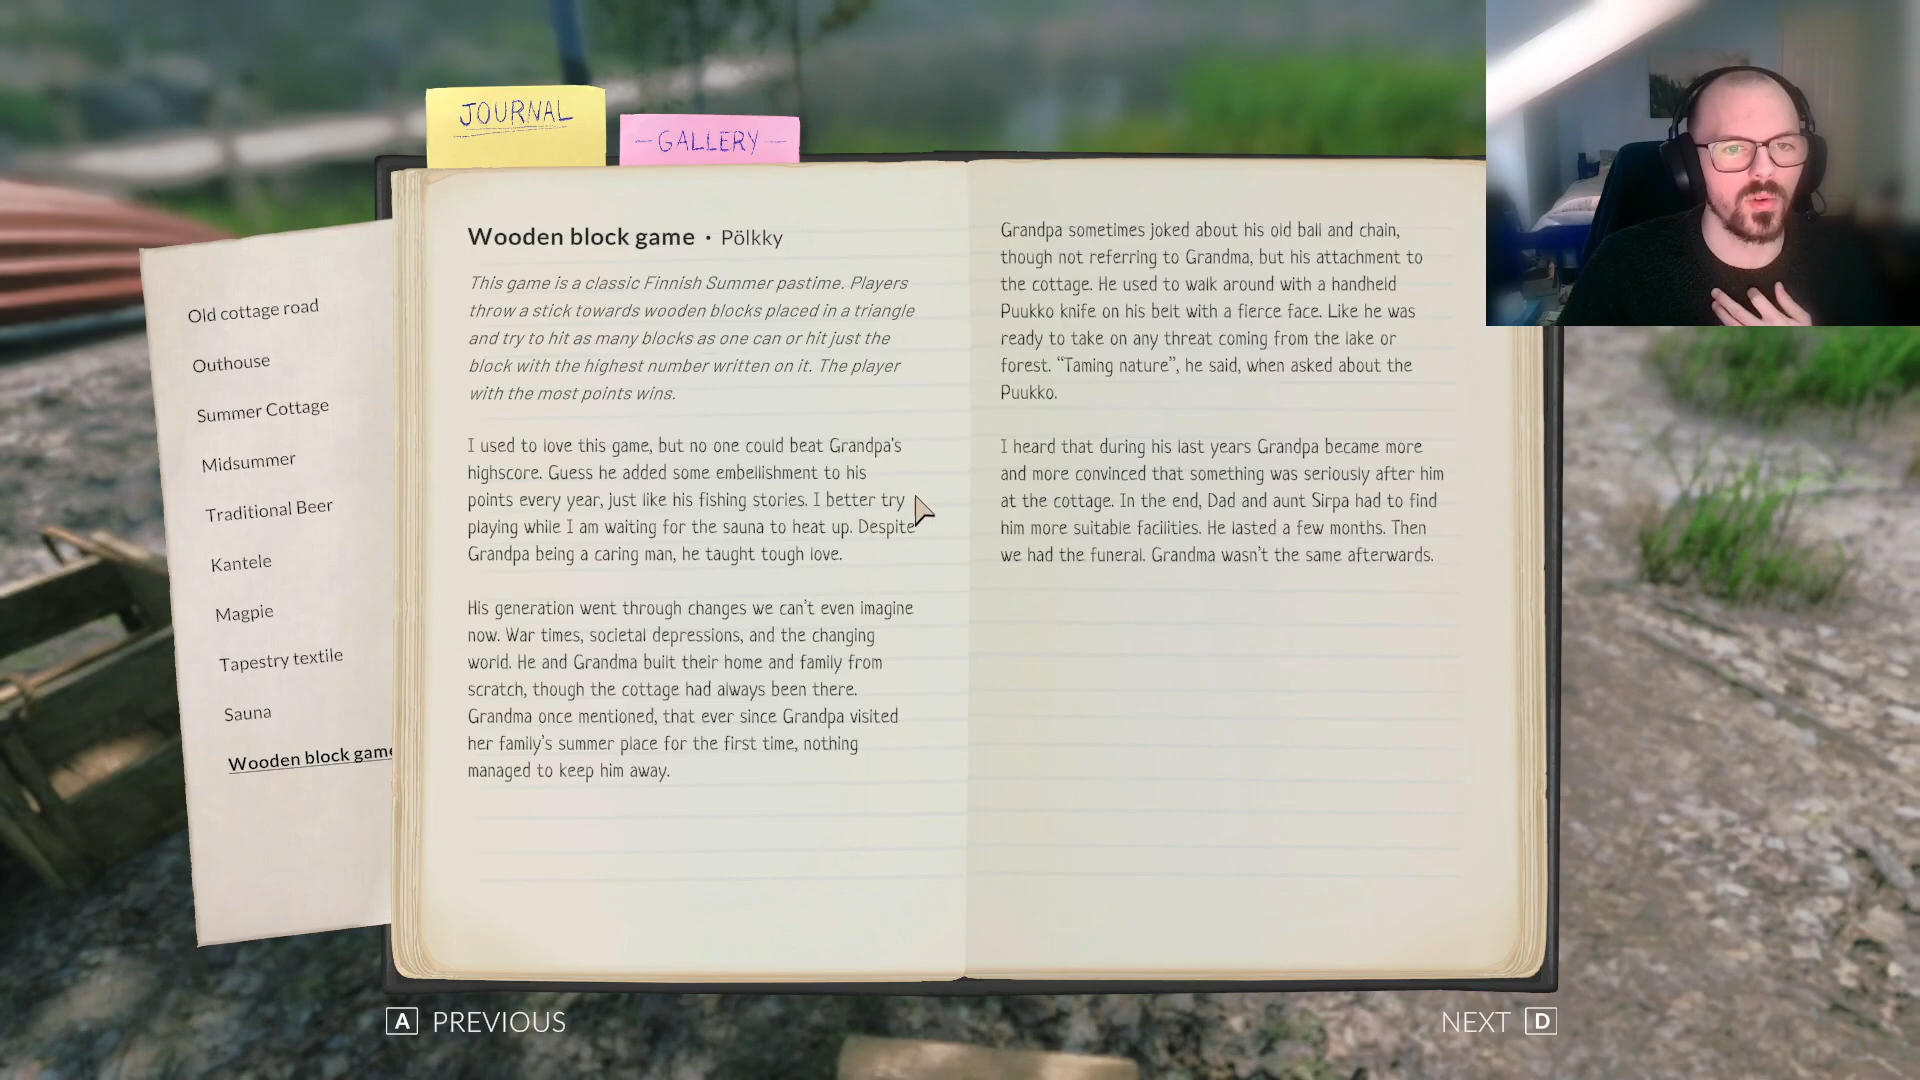 JOURNAL
-GALLERY-
Old cottage road
Outhouse
Summer Cottage
Midsummer
Traditional Beer
Kantele
Magpie
Tapestry textile
Sauna
Wooden block game
Wooden block game · Pölkky
This game is a classic Finnish Summer pastime. Players
throw a stick towards wooden blocks placed in a triangle
and try to hit as many blocks as one can or hit just the
block with the highest number written on it. The player
with the most points wins.
I used to love this game, but no one could beat Grandpa's
highscore. Guess he added some embellishment to his
points every year, just like his fishing stories. I better try
playing while I am waiting for the sauna to heat up. Despite
Grandpa being a caring man, he taught tough love.
His generation went through changes we can't even imagine
now. War times, societal depressions, and the changing
world. He and Grandma built their home and family from
scratch, though the cottage had always been there.
Grandma once mentioned, that ever since Grandpa visited
her family's summer place for the first time, nothing
managed to keep him away.
Grandpa sometimes joked about his old ball and chain,
though not referring to Grandma, but his attachment to
the cottage. He used to walk around with a handheld
Puukko knife on his belt with a fierce face. Like he was
ready to take on any threat coming from the lake or
forest. “Taming nature”, he said, when asked about the
Puukko.
I heard that during his last years Grandpa became more
and more convinced that something was seriously after him
at the cottage. In the end, Dad and aunt Sirpa had to find
him more suitable facilities. He lasted a few months. Then
we had the funeral. Grandma wasn't the same afterwards.
A PREVIOUS
NEXT D